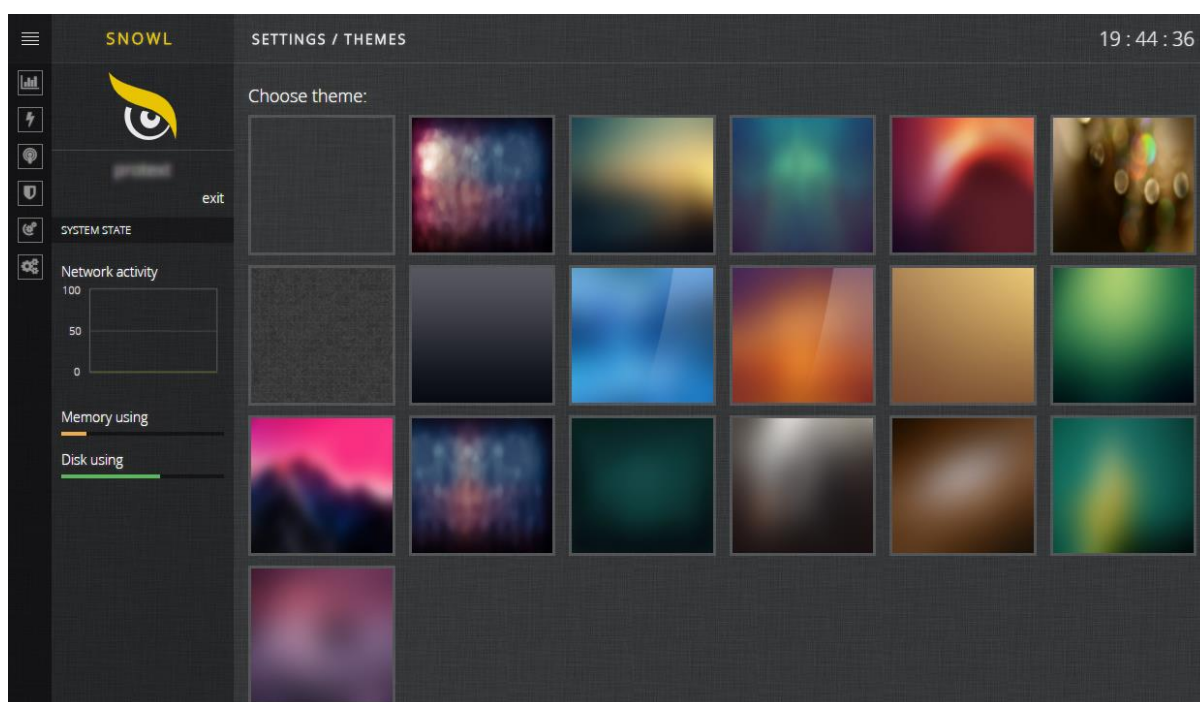 SNOWL
SETTINGS / THEMES
19 : 44 : 36
Choose theme:
exit
SYSTEM STATE
Network activity
100
50
0
Memory using
Disk using